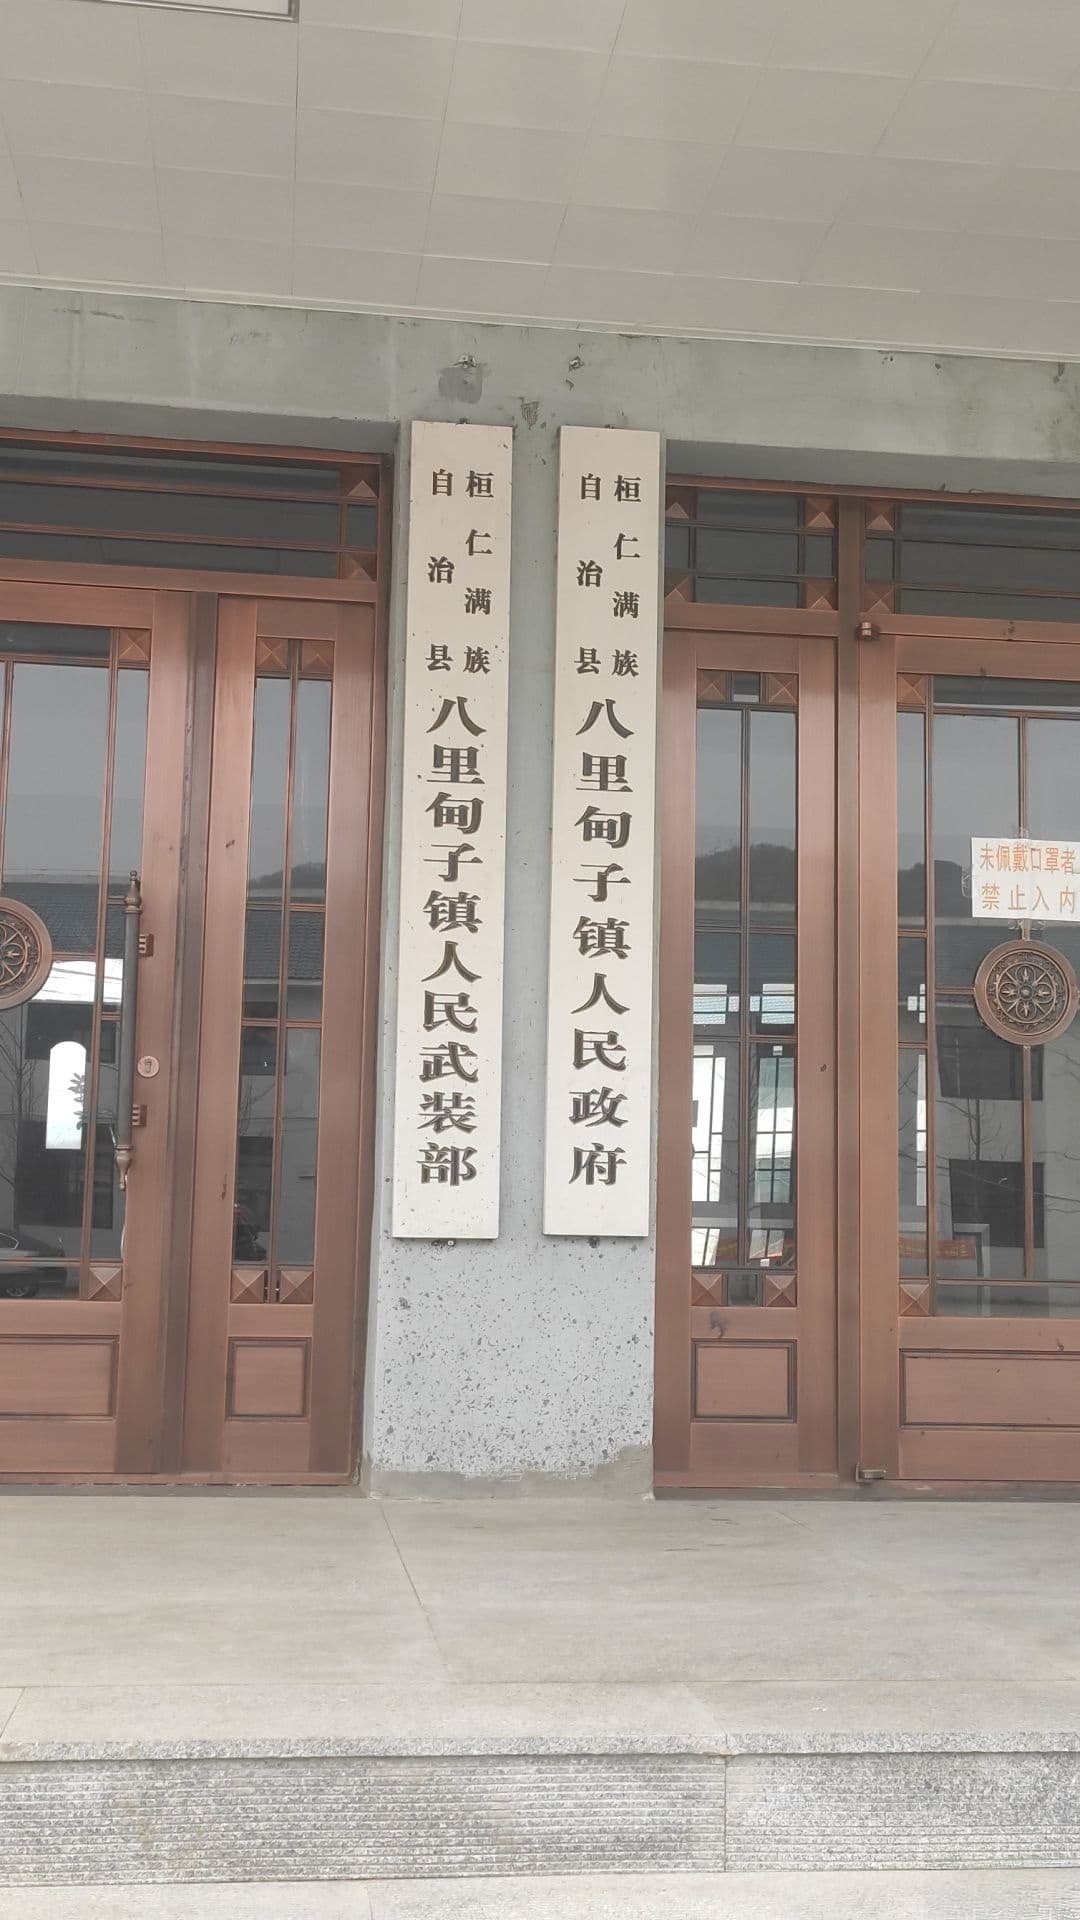 桓仁满族
自治县
八里甸子镇人民武装部
桓仁满族
自治县
八里甸子镇人民政府
未佩戴口罩者
禁止入内